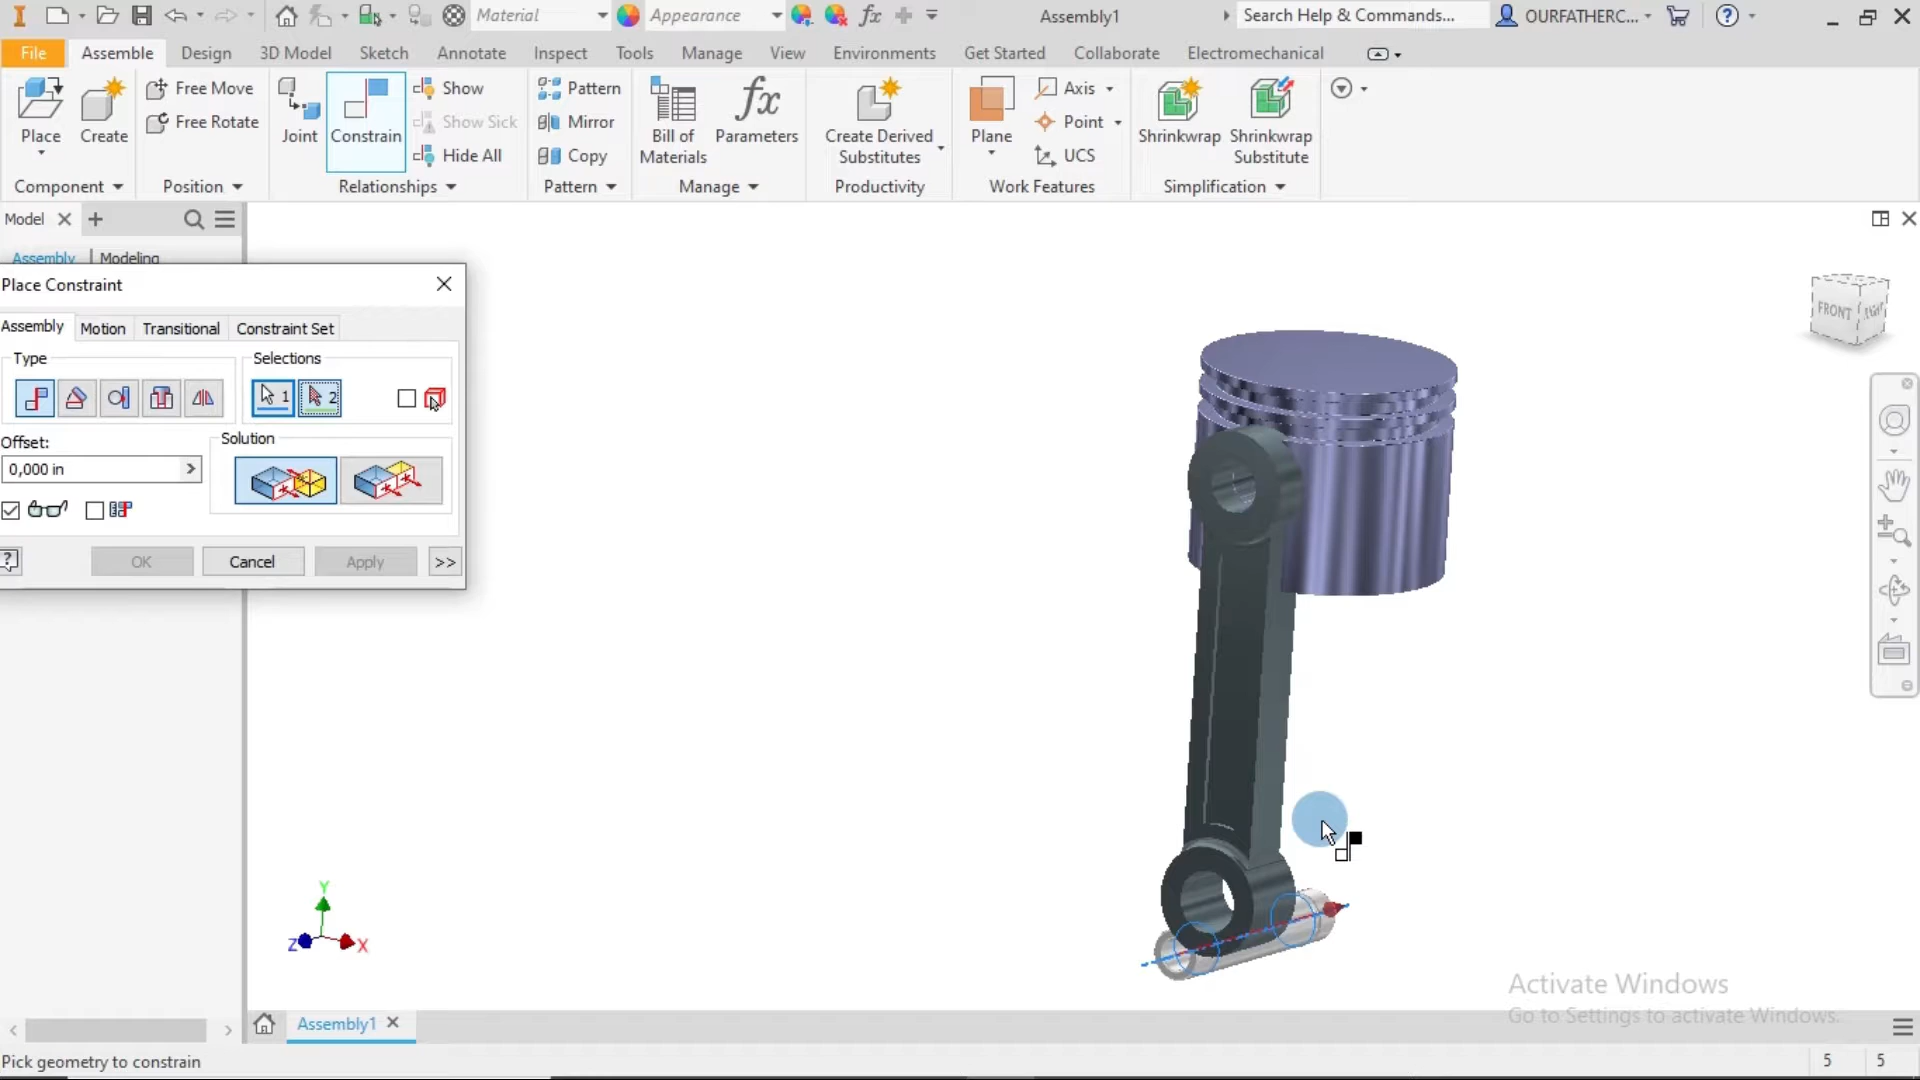 Material
Appearance
fx
Assembly1
Search Help & Commands...
OURFATHERC...
?
File
Assemble
Design
3D Model
Sketch
Annotate
Inspect
Tools
Manage
View
Environments
Get Started
Collaborate
Electromechanical
Place
Create
Free Move
Free Rotate
Joint
Constrain
Show
Show Sick
Hide All
Pattern
Mirror
Copy
Bill of
Materials
fx
Parameters
Create Derived
Substitutes
Plane
Axis
Point
UCS
Shrinkwrap
Shrinkwrap
Substitute
Component
Position
Relationships
Pattern
Manage
Productivity
Work Features
Simplification
Model
Assembly
Modeling
Place Constraint
Assembly
Motion
Transitional
Constraint Set
Type
Selections
1
2
Offset:
Solution
0,000 in
?
OK
Cancel
Apply
>>
FRONT
RIGHT
Y
Z
X
Activate Windows
Go to Settings to activate Windows.
Assembly1
Pick geometry to constrain
5
5